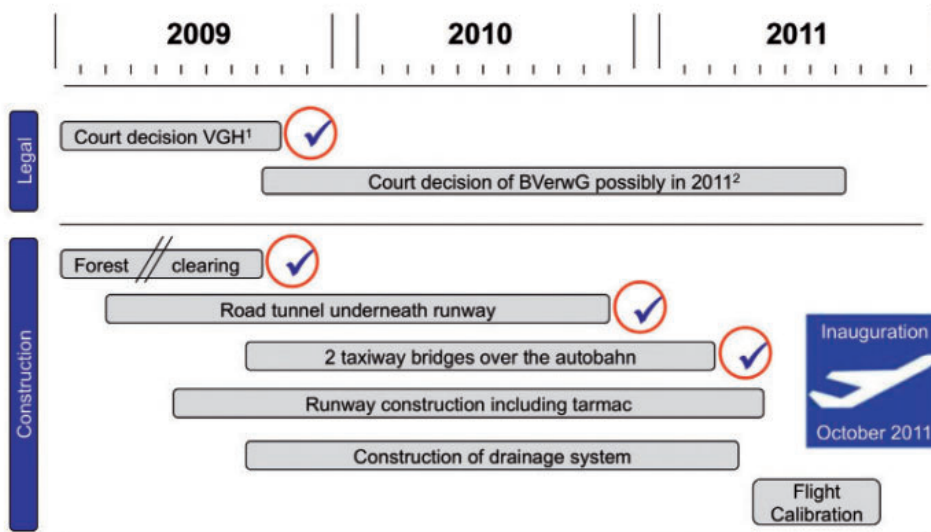 2009 2010 2011
Legal
Court decision VGH¹
Court decision of BVerwG possibly in 2011²
Construction
Forest clearing
Road tunnel underneath runway
2 taxiway bridges over the autobahn
Runway construction including tarmac
Construction of drainage system
Flight
Calibration
Inauguration
October 2011